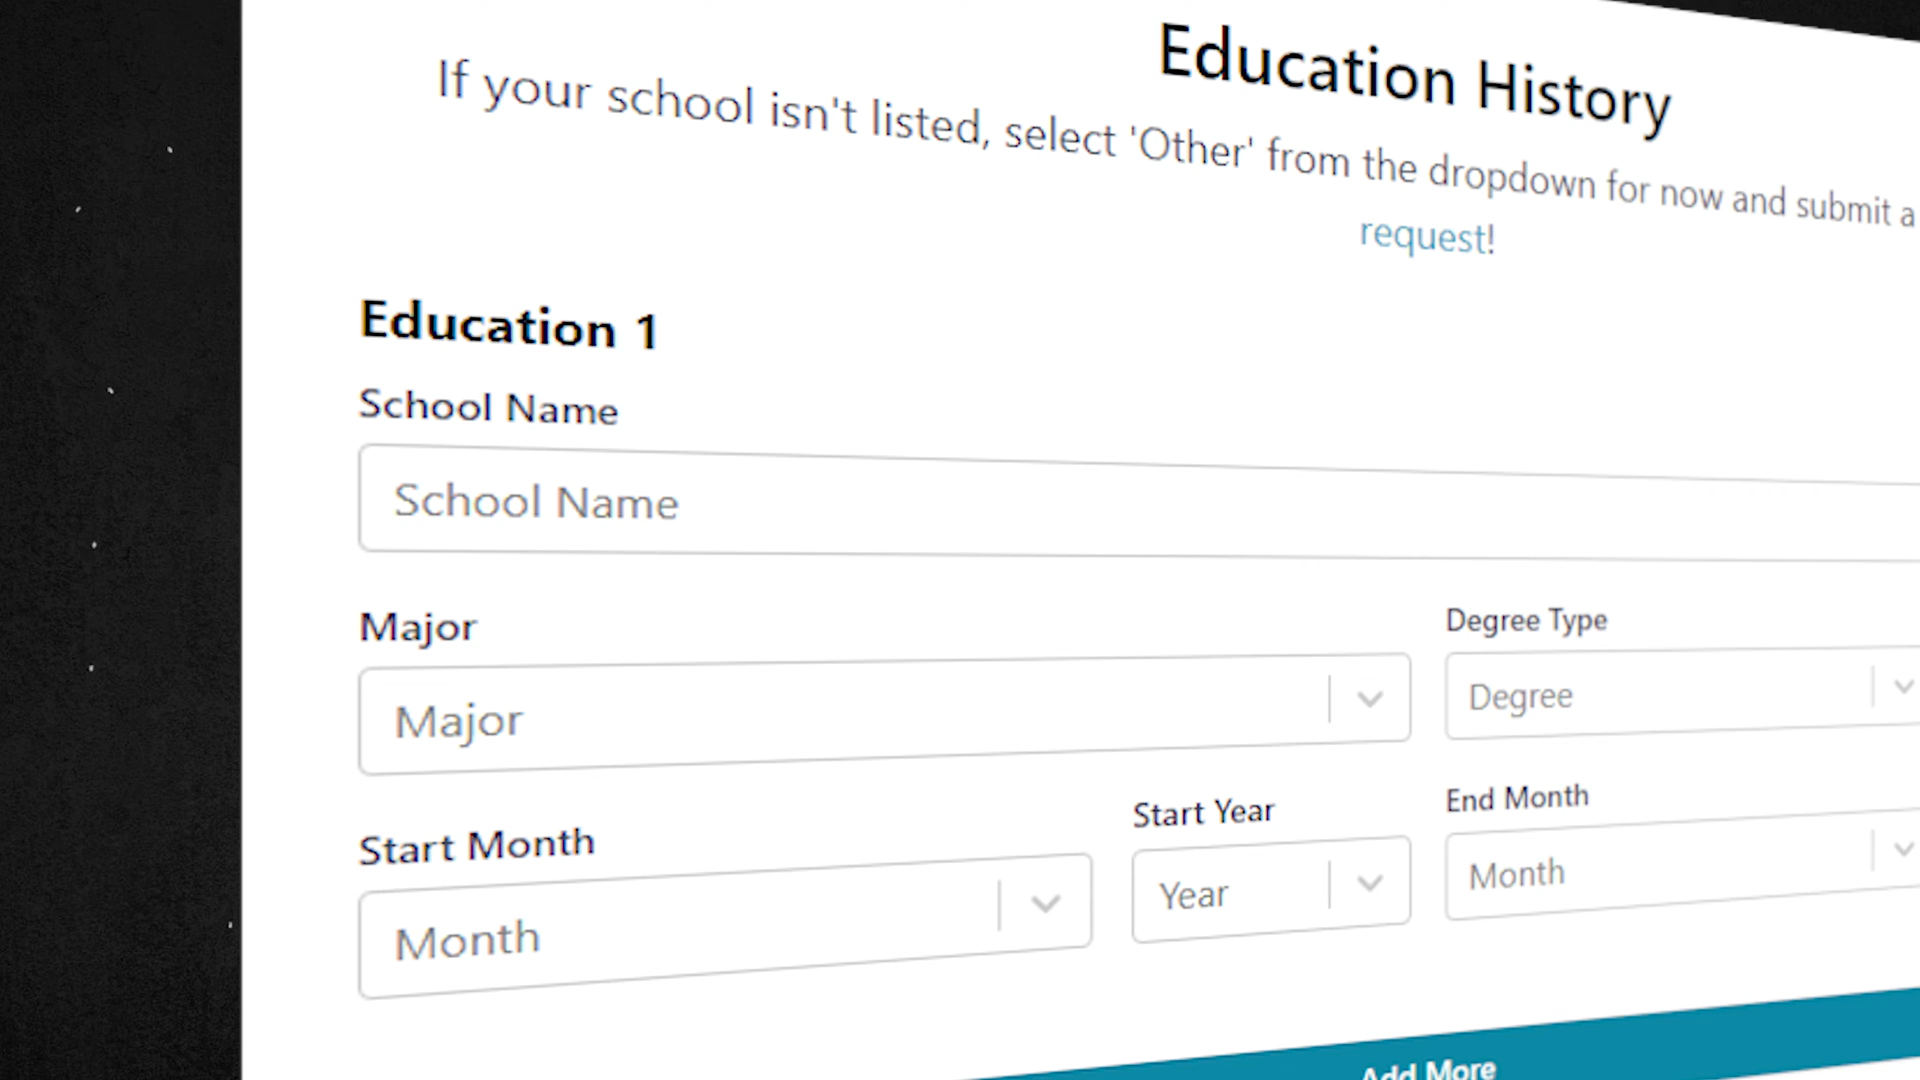 Education History
If your school isn't listed, select 'Other' from the dropdown for now and submit a
request!
Education 1
School Name
School Name
Major
Degree Type
Major
Degree
Start Month
Start Year
End Month
Month
Year
Month
Add More